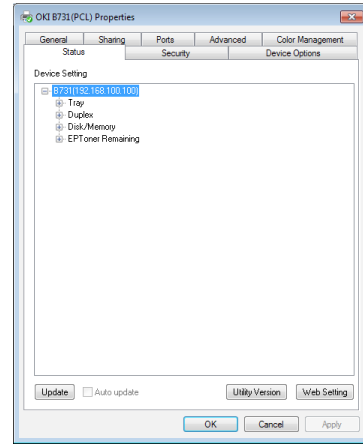 OKI B731(PCL) Properties
General Sharing Ports Advanced Color Management
Status Security Device Options
Device Setting
B731(192.168.100.100)
Tray
Duplex
Disk/Memory
EPToner Remaining
Update Auto update Utility Version Web Setting
OK Cancel Apply